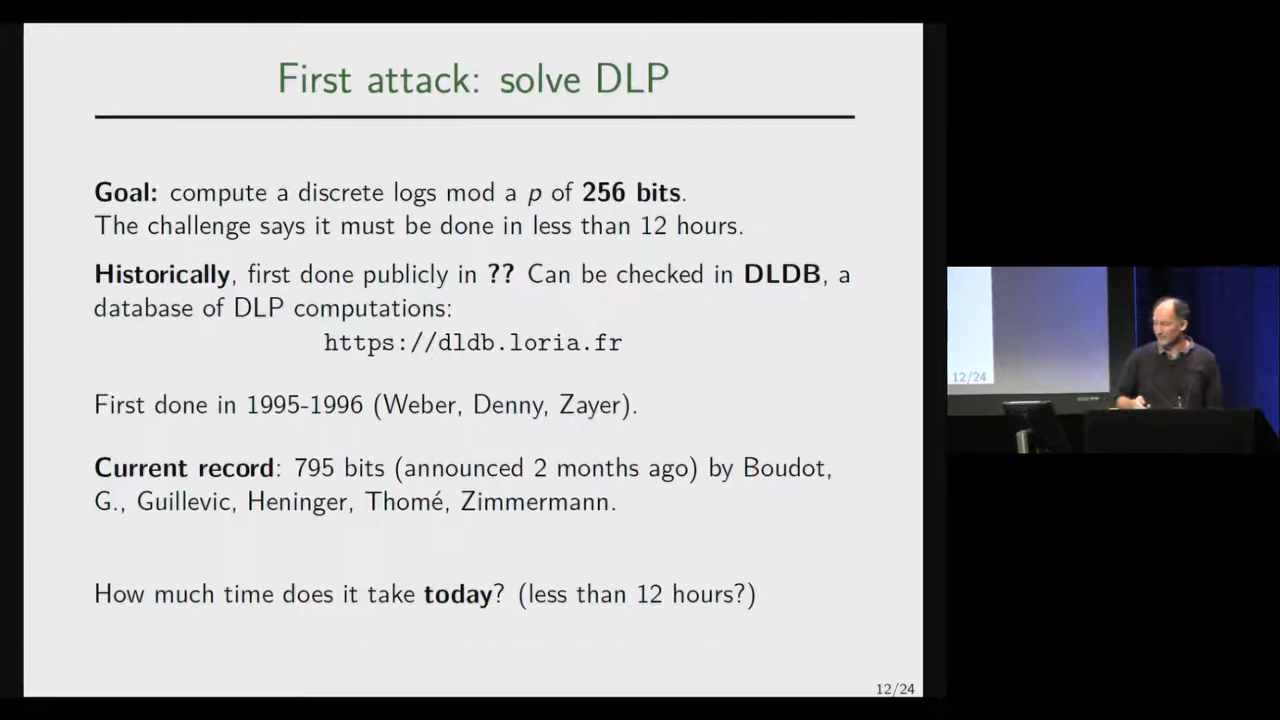 First attack: solve DLP
Goal: compute a discrete logs mod a p of 256 bits.
The challenge says it must be done in less than 12 hours.
Historically, first done publicly in ?? Can be checked in DLDB, a
database of DLP computations:
https://dldb.loria.fr
First done in 1995-1996 (Weber, Denny, Zayer).
Current record: 795 bits (announced 2 months ago) by Boudot,
G., Guillevic, Heninger, Thomé, Zimmermann.
How much time does it take today? (less than 12 hours?)
12/24
12/24